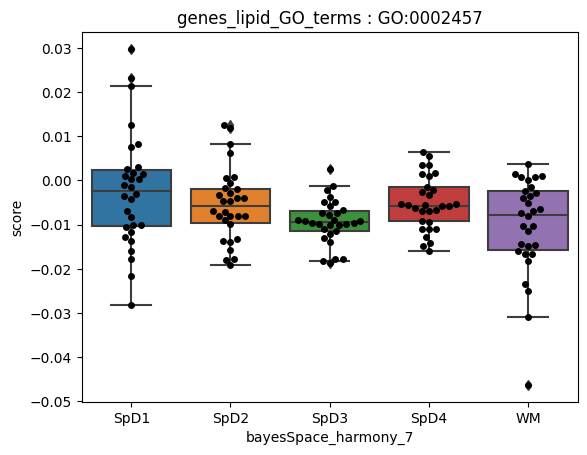 genes_lipid_GO_terms : GO:0002457
0.03
0.02
0.01
0.00
−0.01
−0.02
−0.03
−0.04
−0.05
score
SpD1 SpD2 SpD3 SpD4 WM
bayesSpace_harmony_7